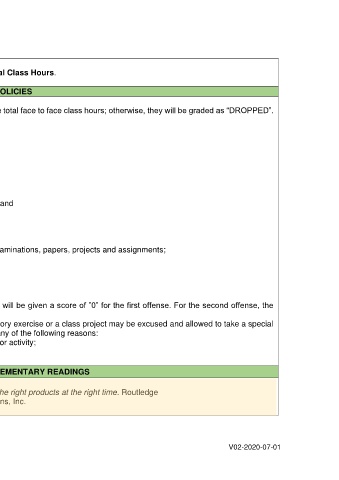 al Class Hours.
OLICIES
e total face to face class hours; otherwise, they will be graded as “DROPPED”.
and
aminations, papers, projects and assignments;
will be given a score of "0" for the first offense. For the second offense, the
ory exercise or a class project may be excused and allowed to take a special
any of the following reasons:
or activity;
EMENTARY READINGS
he right products at the right time. Routledge
ns, Inc.
V02-2020-07-01